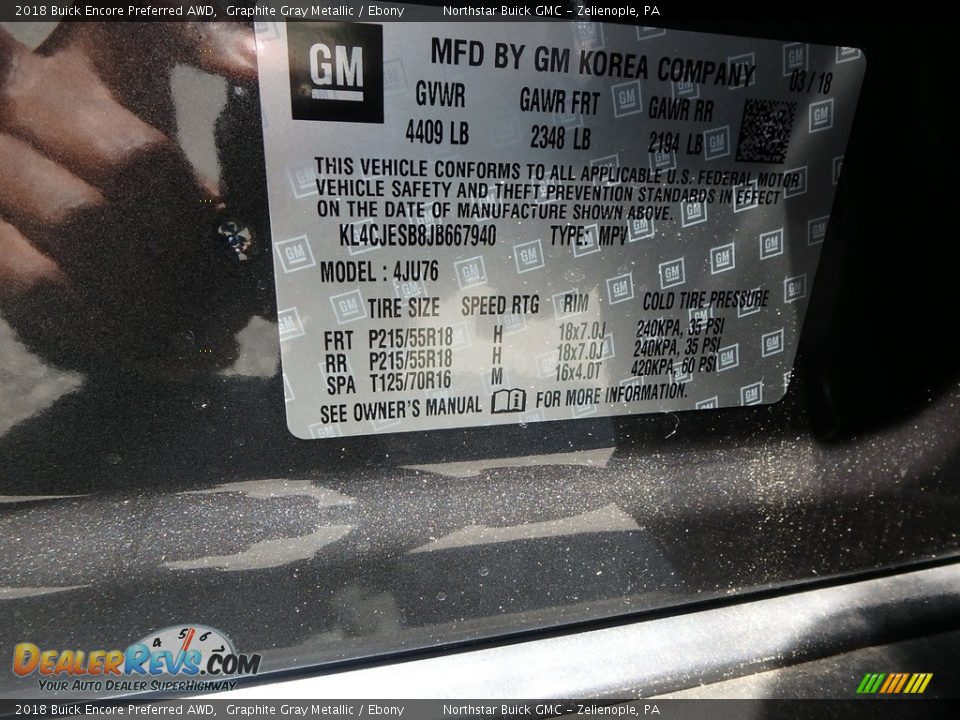 2018 Buick Encore Preferred AWD, Graphite Gray Metallic / Ebony Northstar Buick GMC - Zelienople, PA
GM MFD BY GM KOREA COMPANY 03/18
GVWR GAWR FRT GAWR RR
4409 LB 2348 LB 2194 LB
THIS VEHICLE CONFORMS TO ALL APPLICABLE U.S. FEDERAL MOTOR
VEHICLE SAFETY AND THEFT PREVENTION STANDARDS IN EFFECT
ON THE DATE OF MANUFACTURE SHOWN ABOVE.
KL4CJESB8JB667940 TYPE: MPV
MODEL : 4JU76
TIRE SIZE SPEED RTG RIM COLD TIRE PRESSURE
FRT P215/55R18 H 18x7.0J 240KPA, 35 PSI
RR P215/55R18 H 18x7.0J 240KPA, 35 PSI
SPA T125/70R16 M 16x4.0T 420KPA, 60 PSI
SEE OWNER'S MANUAL FOR MORE INFORMATION.
4 5 6
DEALERREVS.COM
YOUR AUTO DEALER SUPERHIGHWAY
2018 Buick Encore Preferred AWD, Graphite Gray Metallic / Ebony Northstar Buick GMC - Zelienople, PA